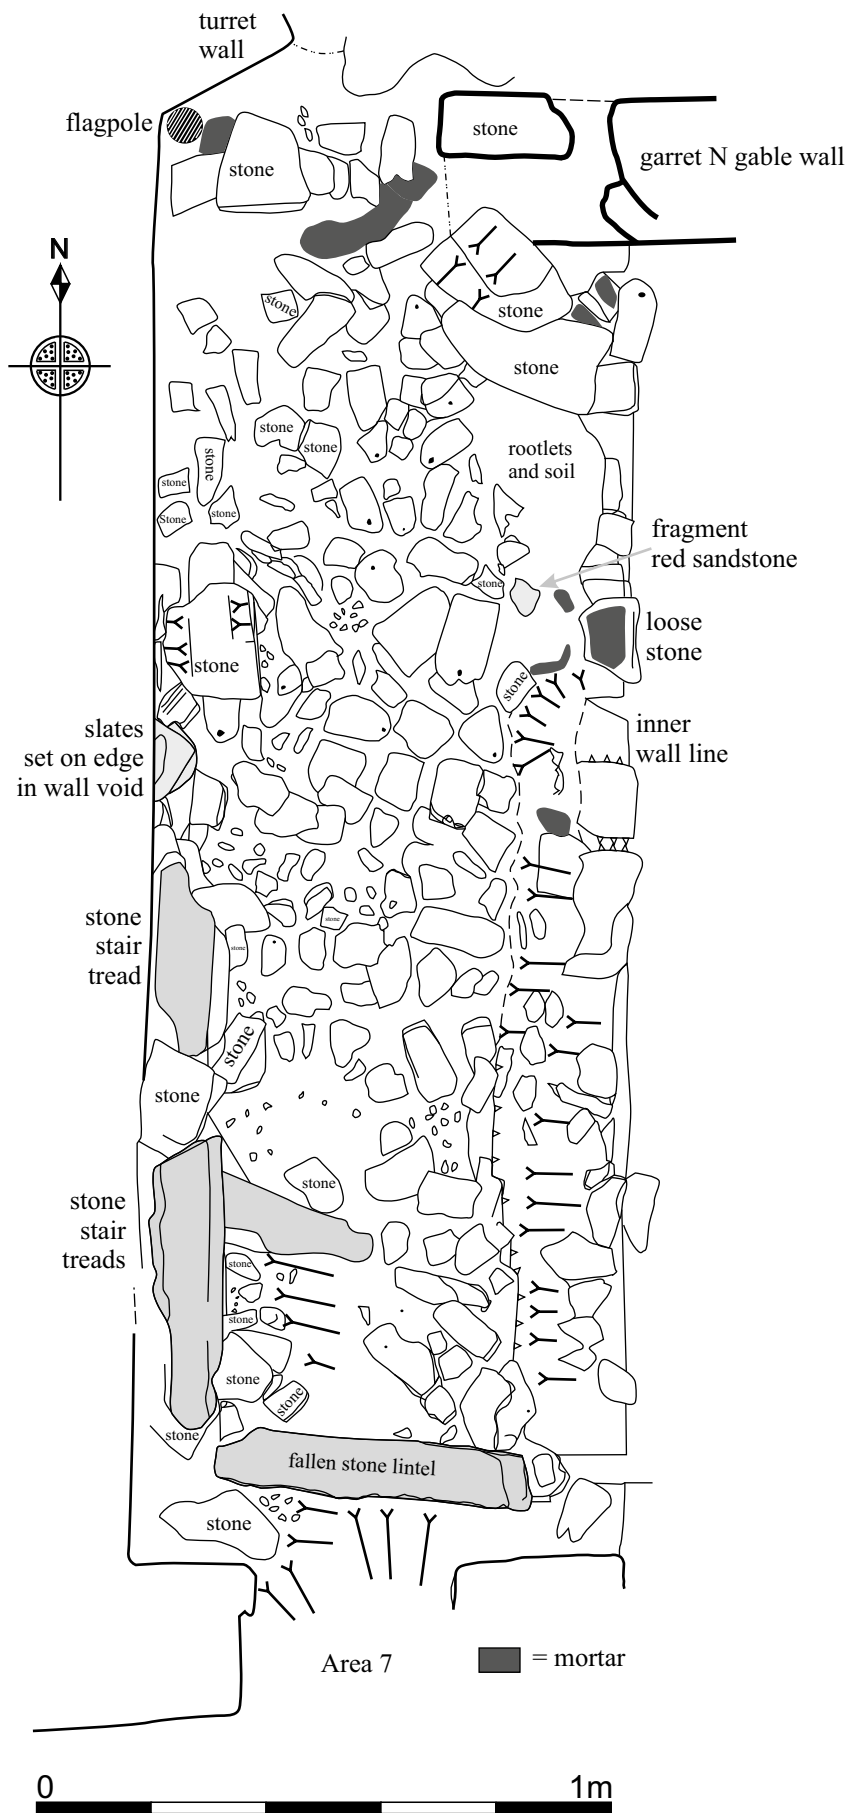 turret
wall
flagpole
stone
garret N gable wall
stone
N
stone
stone
stone
stone
stone
rootlets
and soil
stone
stone
Stone
stone
fragment
red sandstone
stone
loose
stone
stone
stone
slates
set on edge
in wall void
inner
wall line
stone
stair
tread
stone
stone
stone
stone
stone
stone
stair
treads
stone
stone
stone
stone
stone
fallen stone lintel
stone
Area 7
= mortar
0
1m